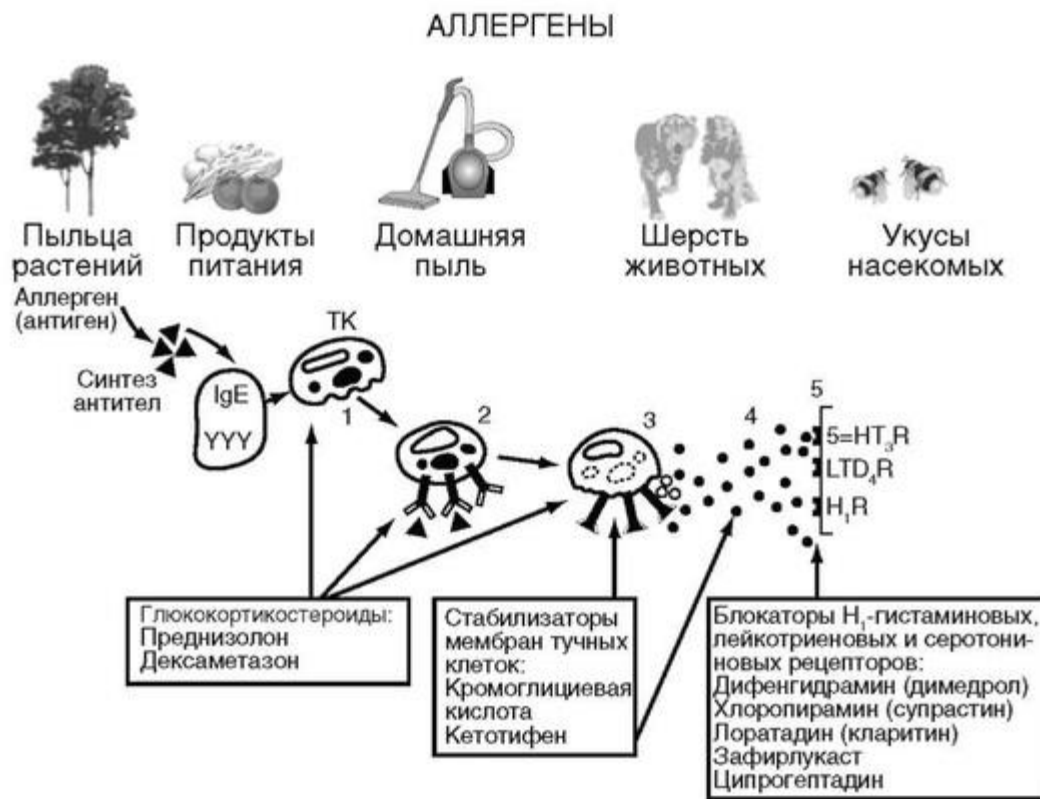 АЛЛЕРГЕНЫ
Пыльца
растений
Продукты
питания
Домашняя
пыль
Шерсть
животных
Укусы
насекомых
Аллерген
(антиген)
Синтез
антител
IgE
YYY
ТК
1
2
3
4
5
5=HT₃R
LTD₄R
H₁R
Глюкокортикостероиды:
Преднизолон
Дексаметазон
Стабилизаторы
мембран тучных
клеток:
Кромоглициевая
кислота
Кетотифен
Блокаторы H₁-гистаминовых,
лейкотриеновых и серотони-
новых рецепторов:
Дифенгидрамин (димедрол)
Хлоропирамин (супрастин)
Лоратадин (кларитин)
Зафирлукаст
Ципрогептадин